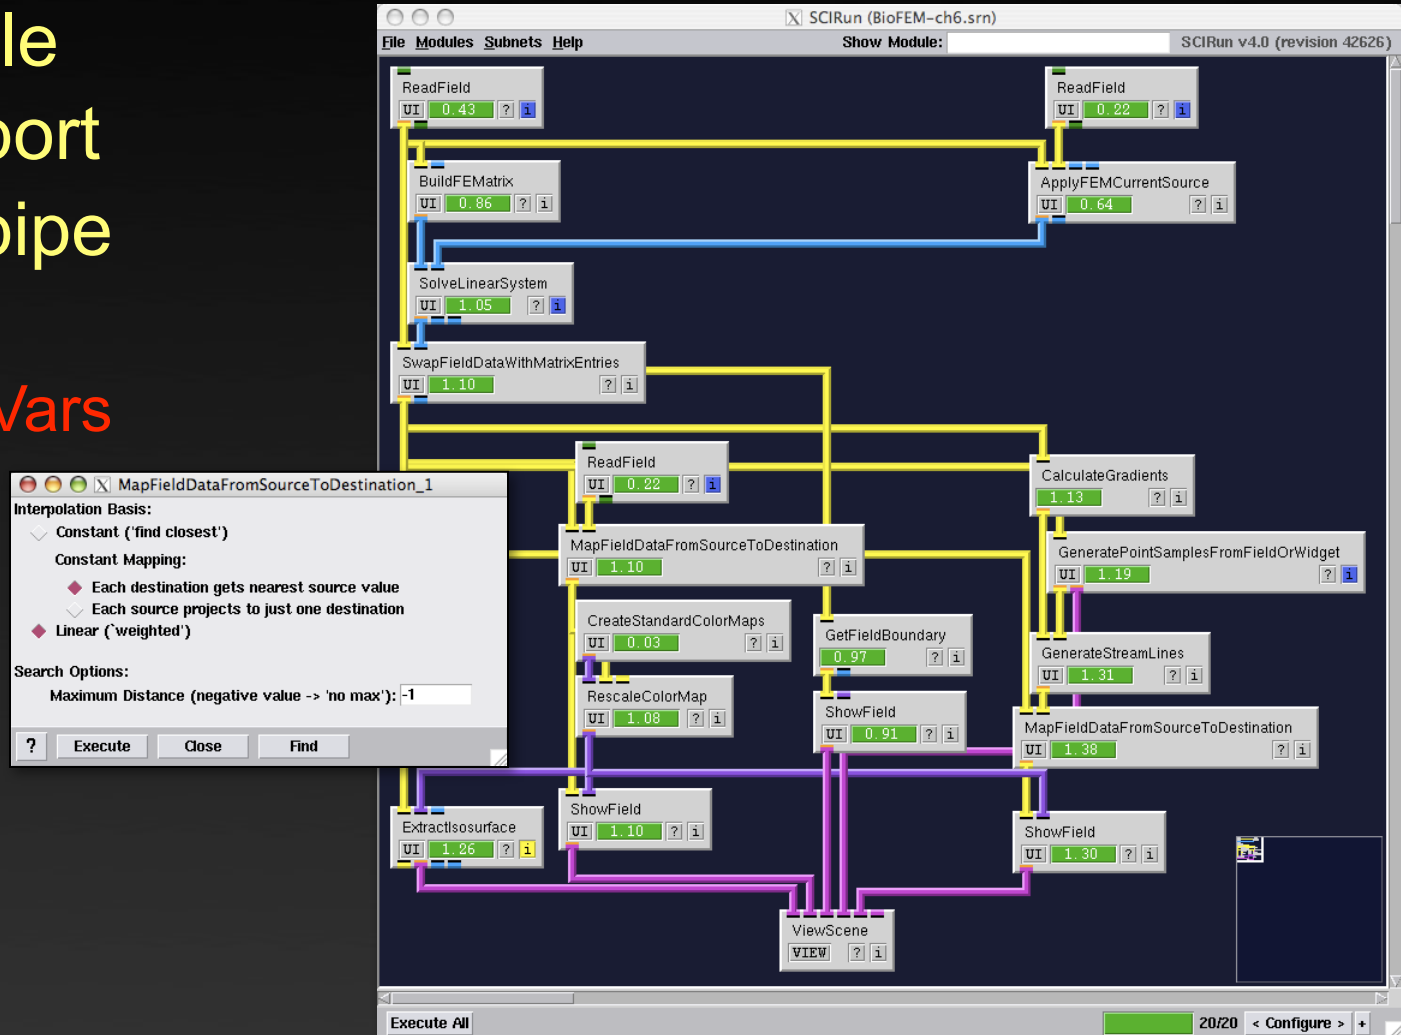 le
port
pipe
Vars
SCIRun (BioFEM-ch6.srn)
File Modules Subnets Help
Show Module:
SCIRun v4.0 (revision 42626)
ReadField
UI 0.43 ? i
ReadField
UI 0.22 ? i
BuildFEMatrix
UI 0.86 ? i
ApplyFEMCurrentSource
UI 0.64 ? i
SolveLinearSystem
UI 1.05 ? i
SwapFieldDataWithMatrixEntries
UI 1.10 ? i
ReadField
UI 0.22 ? i
CalculateGradients
1.13 ? i
MapFieldDataFromSourceToDestination_1
Interpolation Basis:
Constant ('find closest')
Constant Mapping:
Each destination gets nearest source value
Each source projects to just one destination
Linear (`weighted')
Search Options:
Maximum Distance (negative value -> 'no max'): -1
? Execute Close Find
MapFieldDataFromSourceToDestination
UI 1.10 ? i
GeneratePointSamplesFromFieldOrWidget
UI 1.19 ? i
CreateStandardColorMaps
UI 0.03 ? i
GetFieldBoundary
0.97 ? i
GenerateStreamLines
UI 1.31 ? i
RescaleColorMap
UI 1.08 ? i
ShowField
UI 0.91 ? i
MapFieldDataFromSourceToDestination
UI 1.38 ? i
ExtractIsosurface
UI 1.26 ? i
ShowField
UI 1.10 ? i
ShowField
UI 1.30 ? i
ViewScene
VIEW ? i
Execute All
20/20 < Configure > +